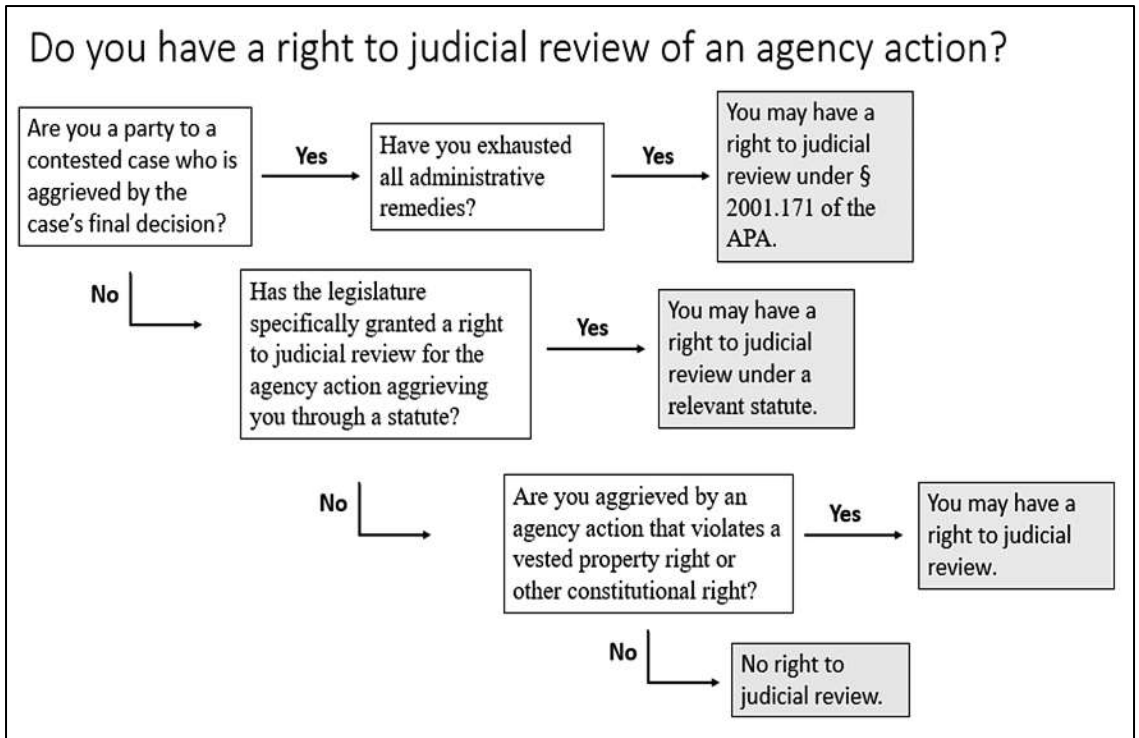 Do you have a right to judicial review of an agency action?
Are you a party to a
contested case who is
aggrieved by the
case's final decision?
Yes
Have you exhausted
all administrative
remedies?
Yes
You may have a
right to judicial
review under §
2001.171 of the
APA.
No
Has the legislature
specifically granted a right
to judicial review for the
agency action aggrieving
you through a statute?
Yes
You may have a
right to judicial
review under a
relevant statute.
No
Are you aggrieved by an
agency action that violates a
vested property right or
other constitutional right?
Yes
You may have a
right to judicial
review.
No
No right to
judicial review.